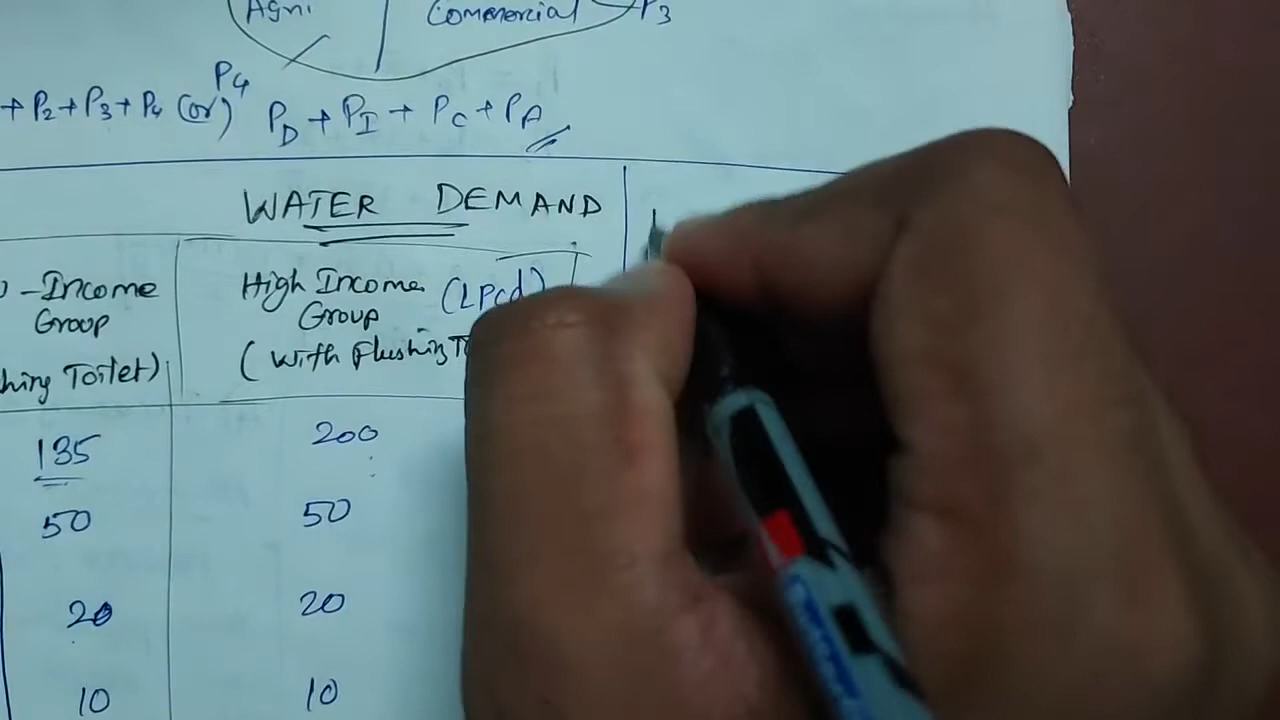 Agri Commercial P3
P4
+ P2 + P3 + P4 (or) PD + PI + PC + PA
WATER DEMAND
-Income High Income (LPcd)
Group Group
Toilet) (With Flushing
135 200
50 50
20 20
10 10